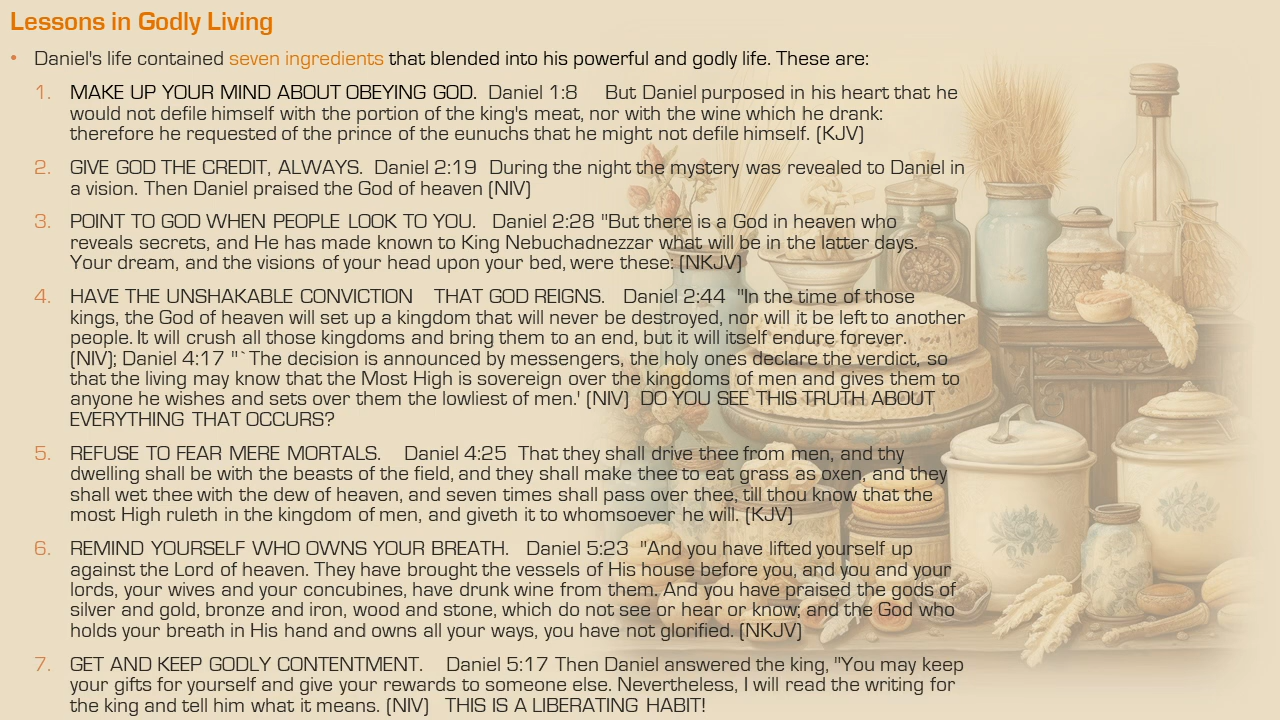 Lessons in Godly Living
• Daniel's life contained seven ingredients that blended into his powerful and godly life. These are:
1. MAKE UP YOUR MIND ABOUT OBEYING GOD. Daniel 1:8 But Daniel purposed in his heart that he
would not defile himself with the portion of the king's meat, nor with the wine which he drank:
therefore he requested of the prince of the eunuchs that he might not defile himself. (KJV)
2. GIVE GOD THE CREDIT, ALWAYS. Daniel 2:19 During the night the mystery was revealed to Daniel in
a vision. Then Daniel praised the God of heaven (NIV)
3. POINT TO GOD WHEN PEOPLE LOOK TO YOU. Daniel 2:28 "But there is a God in heaven who
reveals secrets, and He has made known to King Nebuchadnezzar what will be in the latter days.
Your dream, and the visions of your head upon your bed, were these: (NKJV)
4. HAVE THE UNSHAKABLE CONVICTION THAT GOD REIGNS. Daniel 2:44 "In the time of those
kings, the God of heaven will set up a kingdom that will never be destroyed, nor will it be left to another
people. It will crush all those kingdoms and bring them to an end, but it will itself endure forever.
(NIV); Daniel 4:17 "`The decision is announced by messengers, the holy ones declare the verdict, so
that the living may know that the Most High is sovereign over the kingdoms of men and gives them to
anyone he wishes and sets over them the lowliest of men.' (NIV) DO YOU SEE THIS TRUTH ABOUT
EVERYTHING THAT OCCURS?
5. REFUSE TO FEAR MERE MORTALS. Daniel 4:25 That they shall drive thee from men, and thy
dwelling shall be with the beasts of the field, and they shall make thee to eat grass as oxen, and they
shall wet thee with the dew of heaven, and seven times shall pass over thee, till thou know that the
most High ruleth in the kingdom of men, and giveth it to whomsoever he will. (KJV)
6. REMIND YOURSELF WHO OWNS YOUR BREATH. Daniel 5:23 "And you have lifted yourself up
against the Lord of heaven. They have brought the vessels of His house before you, and you and your
lords, your wives and your concubines, have drunk wine from them. And you have praised the gods of
silver and gold, bronze and iron, wood and stone, which do not see or hear or know; and the God who
holds your breath in His hand and owns all your ways, you have not glorified. (NKJV)
7. GET AND KEEP GODLY CONTENTMENT. Daniel 5:17 Then Daniel answered the king, "You may keep
your gifts for yourself and give your rewards to someone else. Nevertheless, I will read the writing for
the king and tell him what it means. (NIV) THIS IS A LIBERATING HABIT!